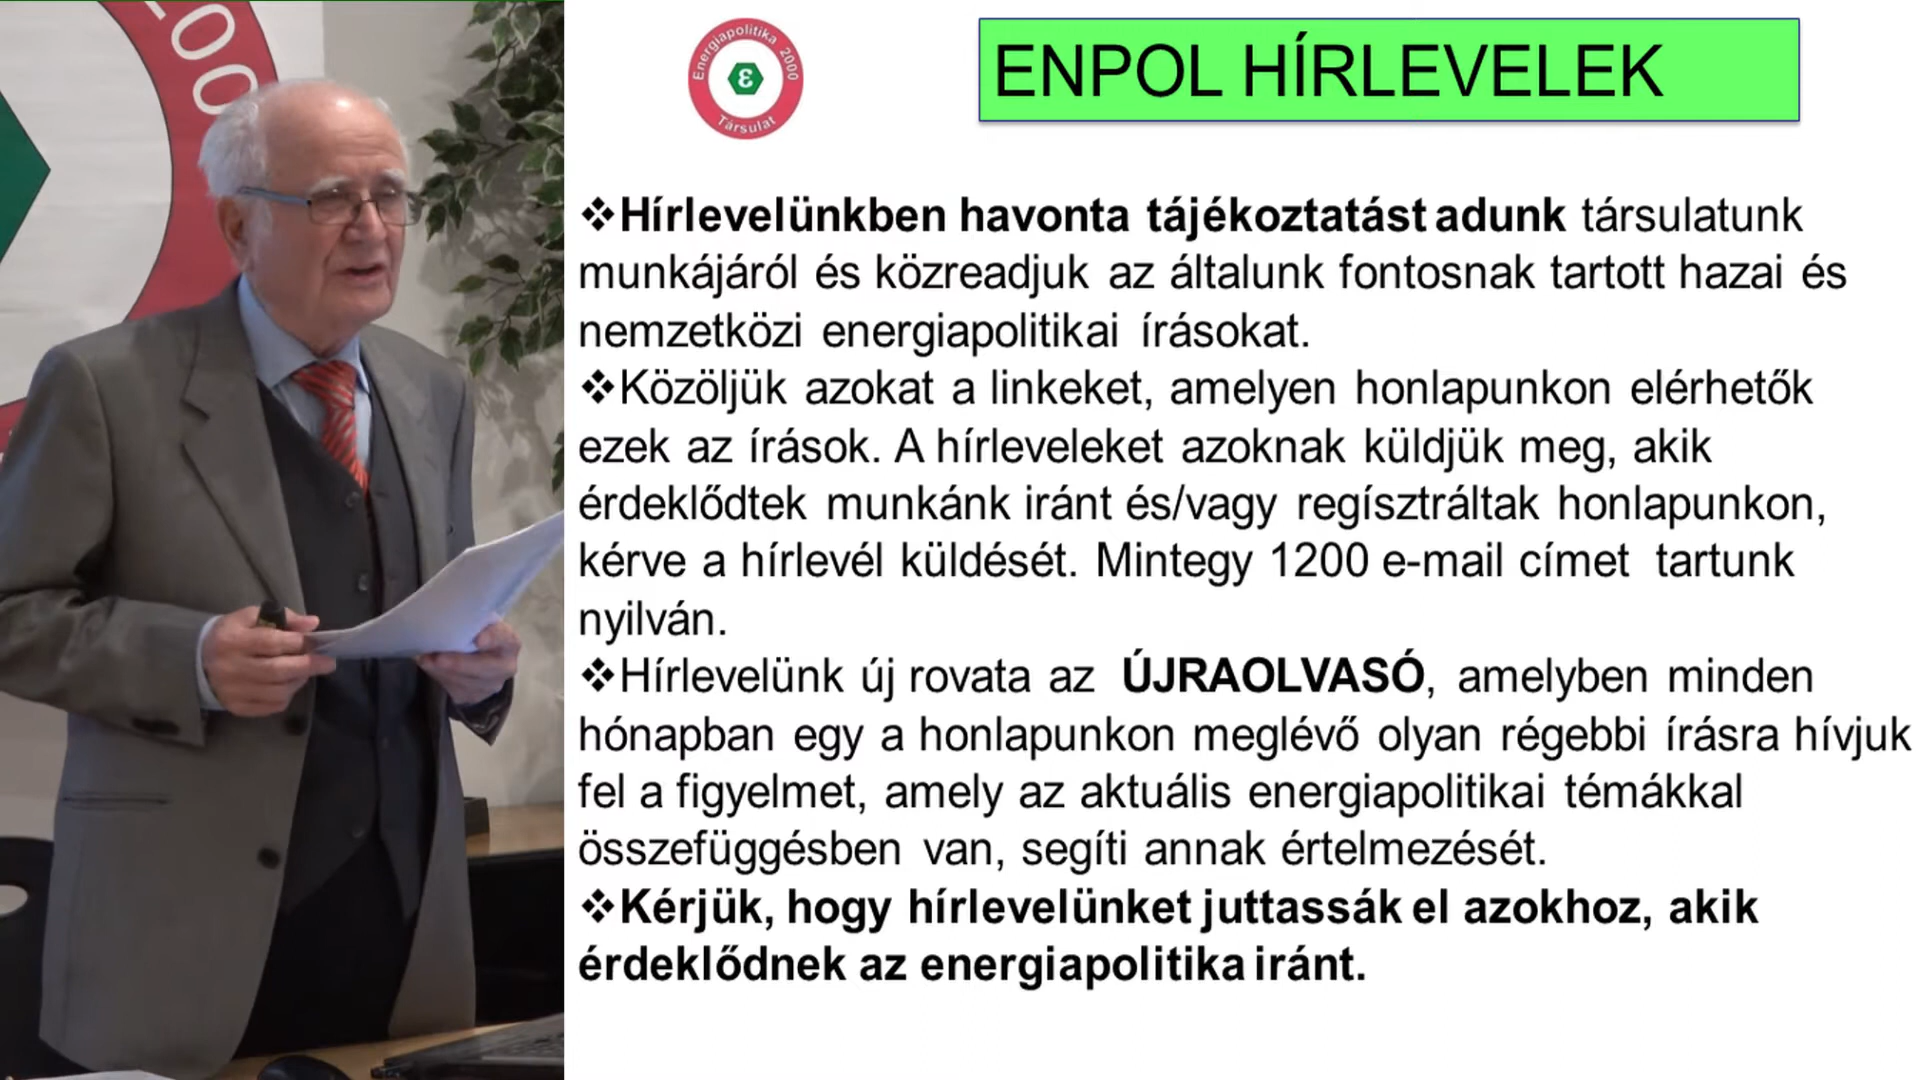 00
Energiapolitika 2000
ε
Társulat
ENPOL HÍRLEVELEK
❖Hírlevelünkben havonta tájékoztatást adunk társulatunk
munkájáról és közreadjuk az általunk fontosnak tartott hazai és
nemzetközi energiapolitikai írásokat.
❖Közöljük azokat a linkeket, amelyen honlapunkon elérhetők
ezek az írások. A hírleveleket azoknak küldjük meg, akik
érdeklődtek munkánk iránt és/vagy regísztráltak honlapunkon,
kérve a hírlevél küldését. Mintegy 1200 e-mail címet tartunk
nyilván.
❖Hírlevelünk új rovata az ÚJRAOLVASÓ, amelyben minden
hónapban egy a honlapunkon meglévő olyan régebbi írásra hívjuk
fel a figyelmet, amely az aktuális energiapolitikai témákkal
összefüggésben van, segíti annak értelmezését.
❖Kérjük, hogy hírlevelünket juttassák el azokhoz, akik
érdeklődnek az energiapolitika iránt.